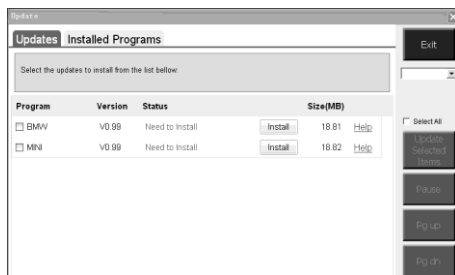 Update
Updates Installed Programs
Exit
Select the updates to install from the list bellow:
Program Version Status Size(MB)
Select All
BMW V0.99 Need to Install Install 18.81 Help
MINI V0.99 Need to Install Install 18.82 Help
Update
Selected
Items
Pause
Pg up
Pg dn